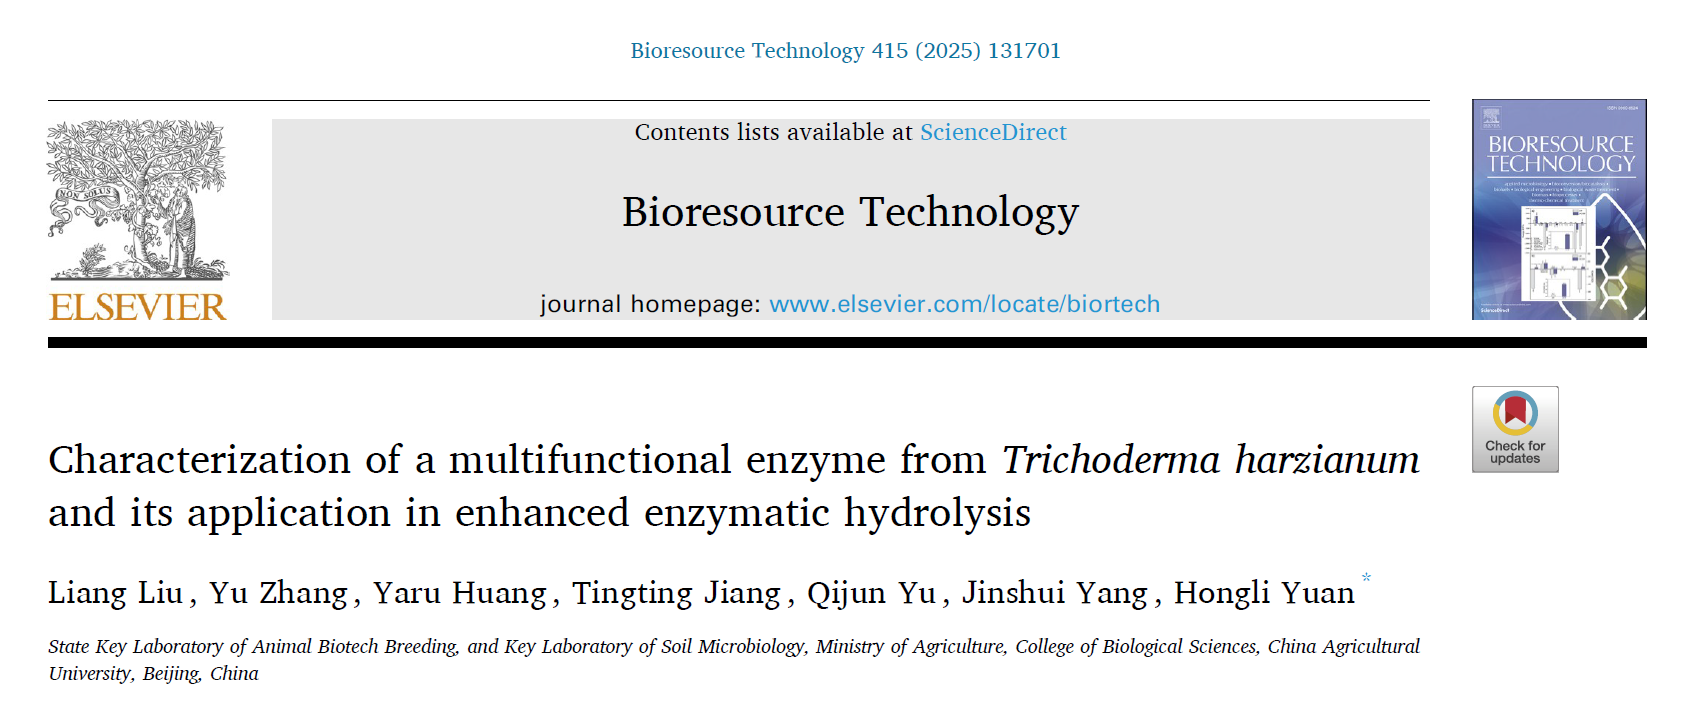 Bioresource Technology 415 (2025) 131701
Contents lists available at ScienceDirect
Bioresource Technology
journal homepage: www.elsevier.com/locate/biortech
NON SOLUS
ELSEVIER
BIORESOURCE
TECHNOLOGY
ScienceDirect
Check for
updates
Characterization of a multifunctional enzyme from Trichoderma harzianum
and its application in enhanced enzymatic hydrolysis
Liang Liu, Yu Zhang, Yaru Huang, Tingting Jiang, Qijun Yu, Jinshui Yang, Hongli Yuan *
State Key Laboratory of Animal Biotech Breeding, and Key Laboratory of Soil Microbiology, Ministry of Agriculture, College of Biological Sciences, China Agricultural
University, Beijing, China